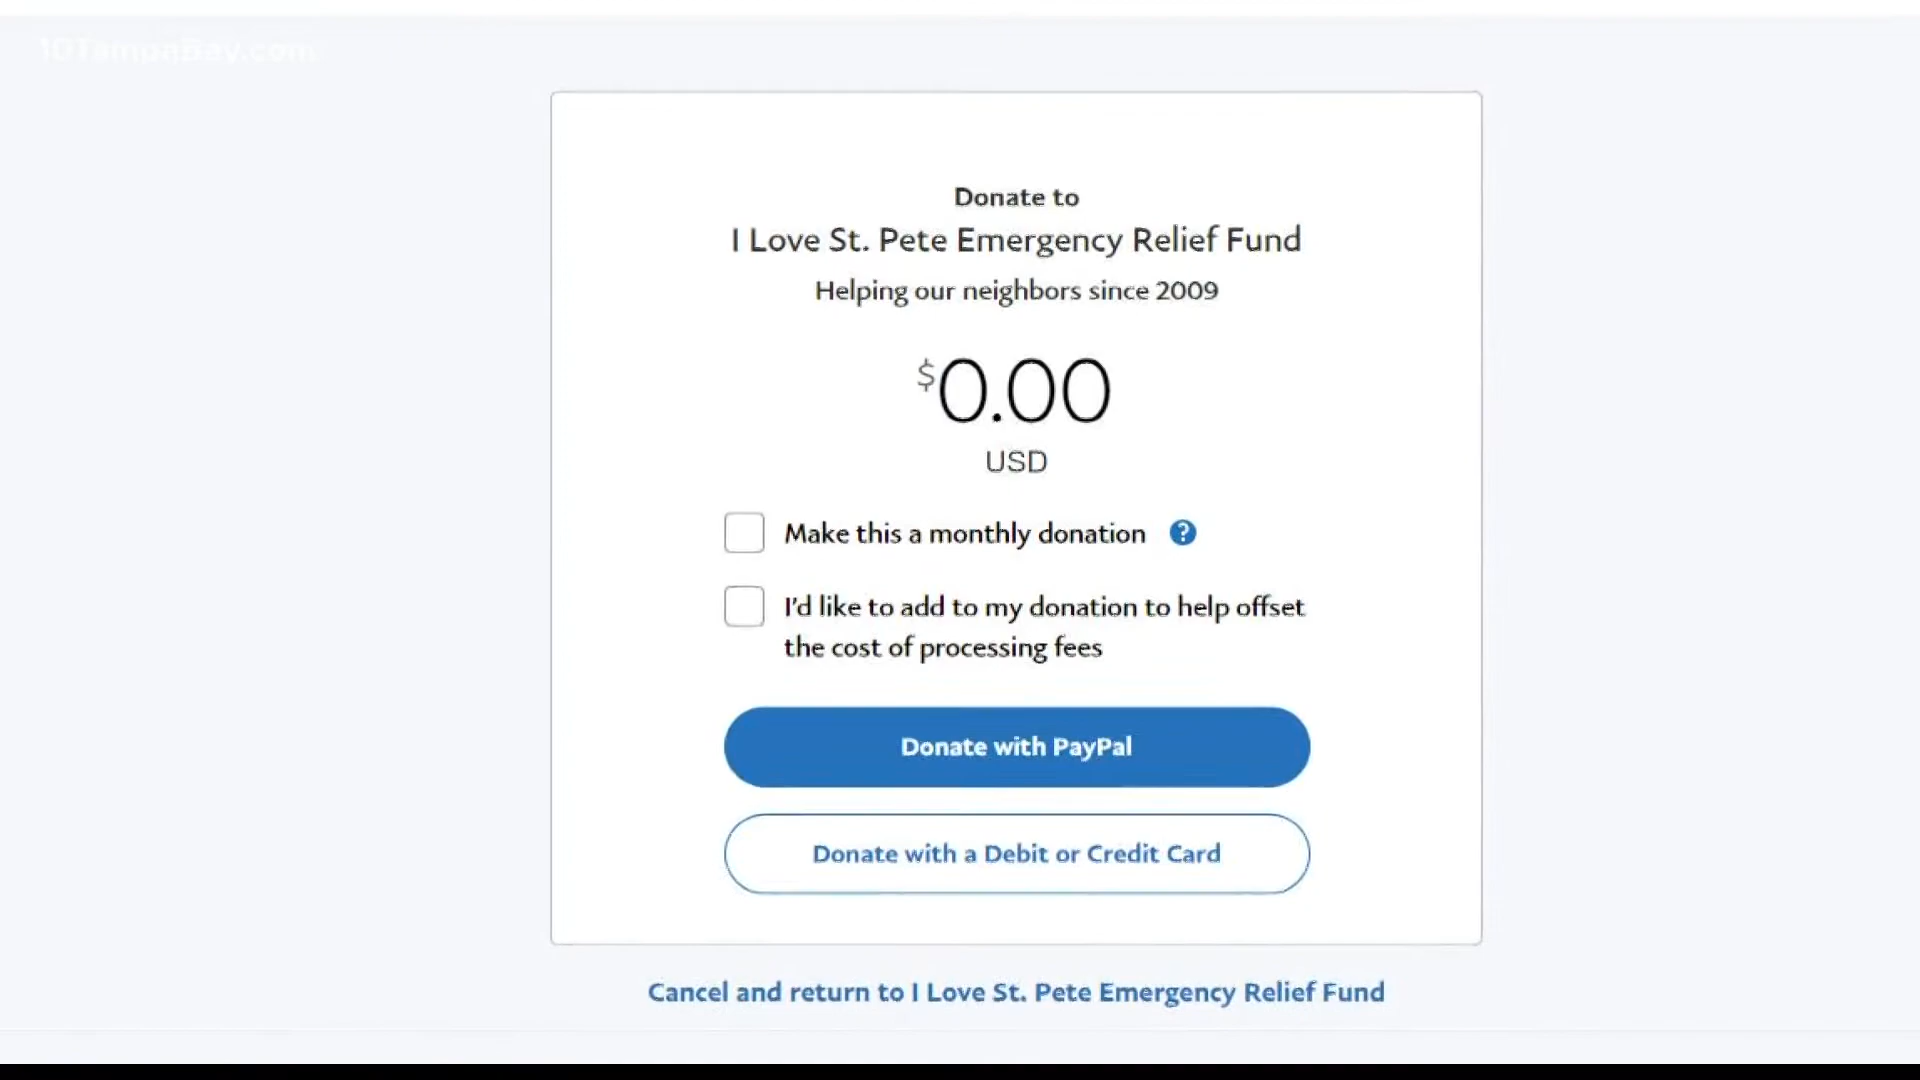 10TampaBay.com
Donate to
I Love St. Pete Emergency Relief Fund
Helping our neighbors since 2009
$0.00
USD
Make this a monthly donation ?
I'd like to add to my donation to help offset
the cost of processing fees
Donate with PayPal
Donate with a Debit or Credit Card
Cancel and return to I Love St. Pete Emergency Relief Fund